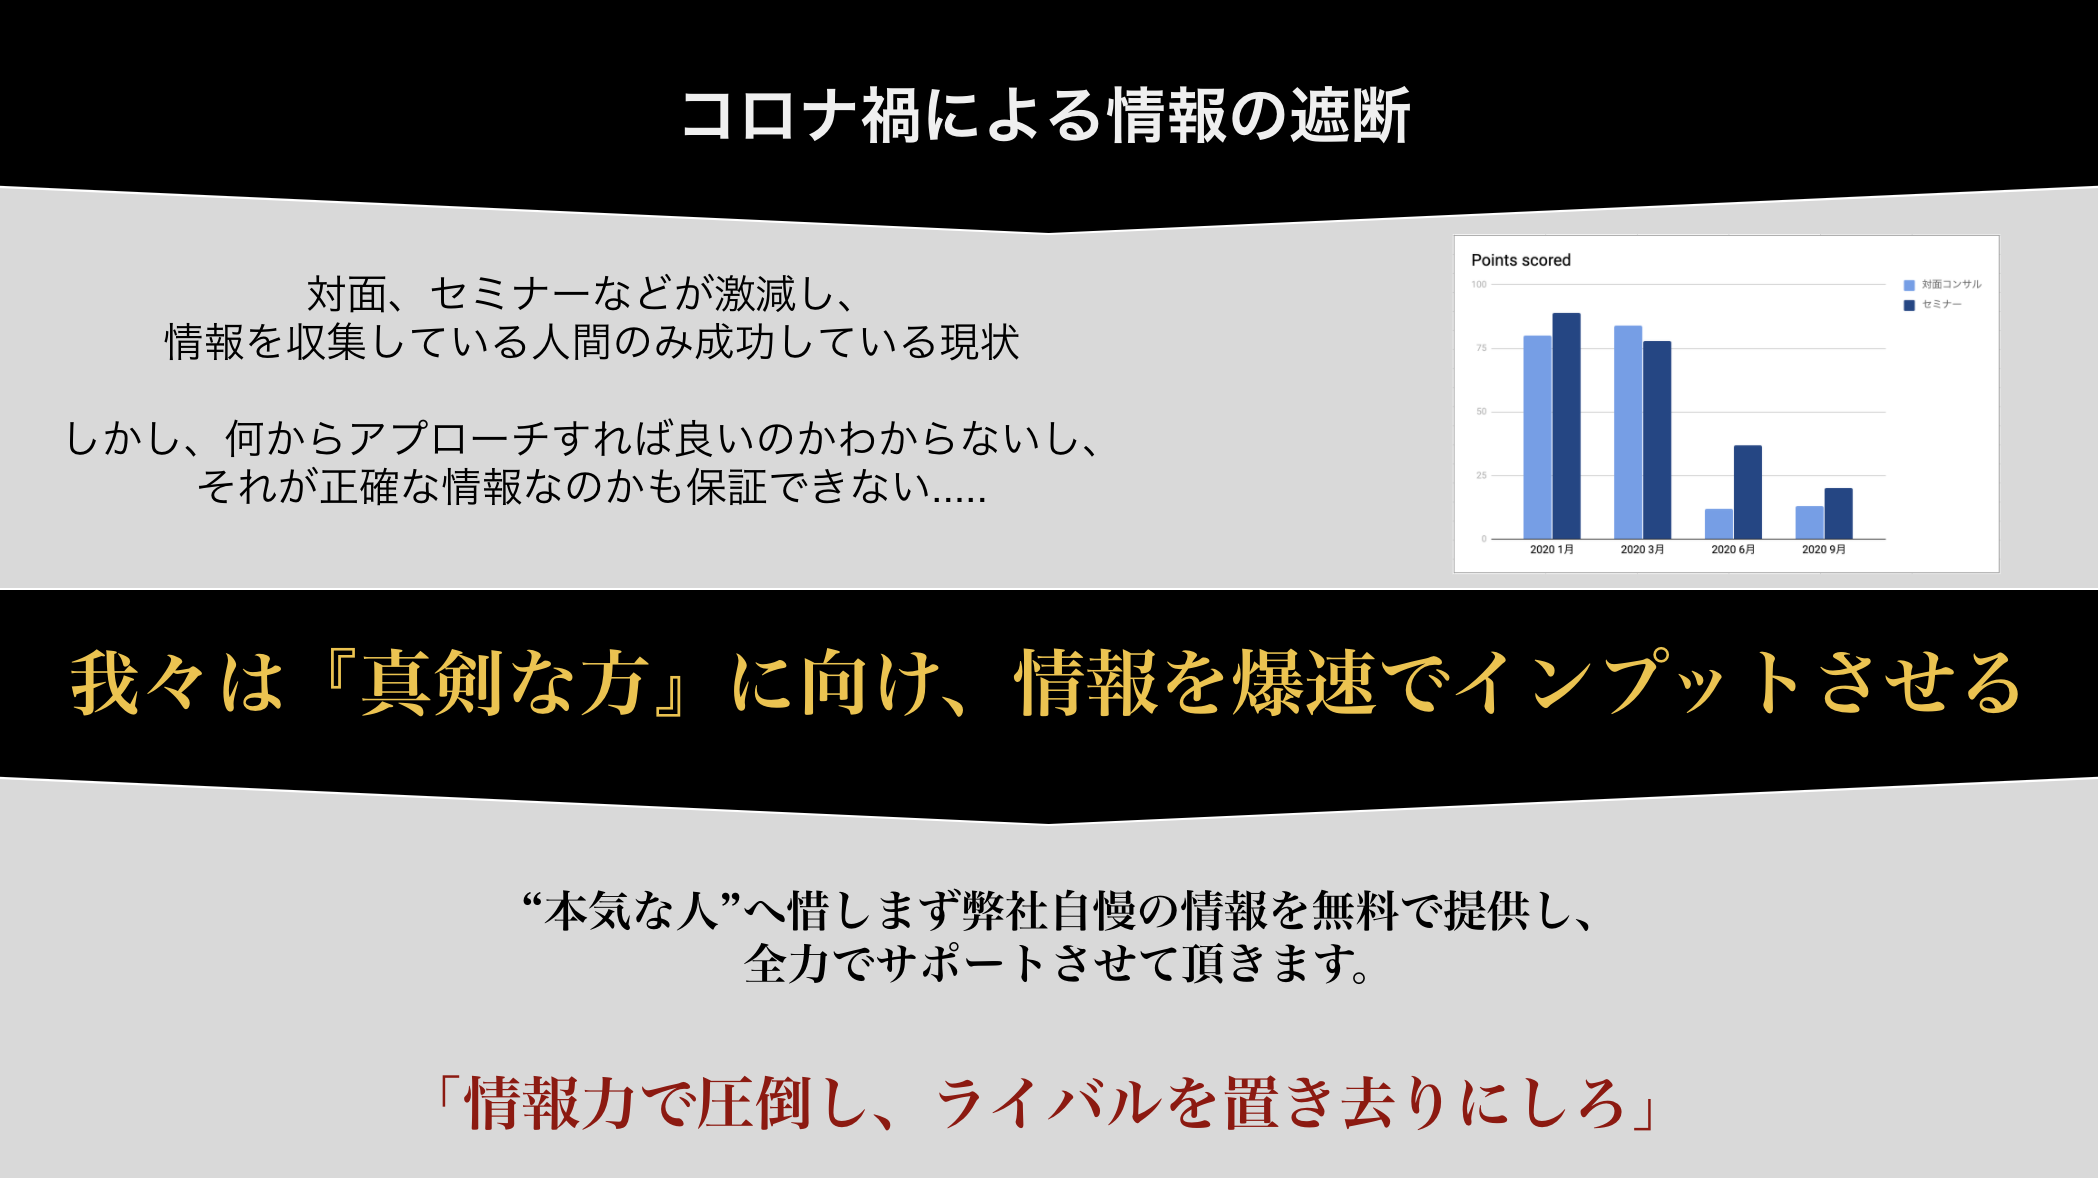 コロナ禍による情報の遮断
対面、セミナーなどが激減し、
情報を収集している人間のみ成功している現状
しかし、何からアプローチすれば良いのかわからないし、
それが正確な情報なのかも保証できない.....
Points scored
対面コンサル
セミナー
100
75
50
25
0
2020 1月
2020 3月
2020 6月
2020 9月
我々は『真剣な方』に向け、情報を爆速でインプットさせる
“本気な人”へ惜しまず弊社自慢の情報を無料で提供し、
全力でサポートさせて頂きます。
「情報力で圧倒し、ライバルを置き去りにしろ」